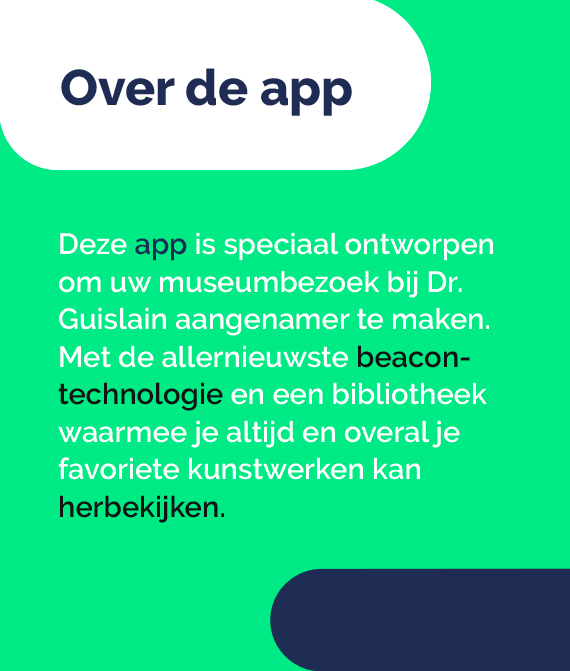 Over de app
Deze app is speciaal ontworpen
om uw museumbezoek bij Dr.
Guislain aangenamer te maken.
Met de allernieuwste beacon-
technologie en een bibliotheek
waarmee je altijd en overal je
favoriete kunstwerken kan
herbekijken.